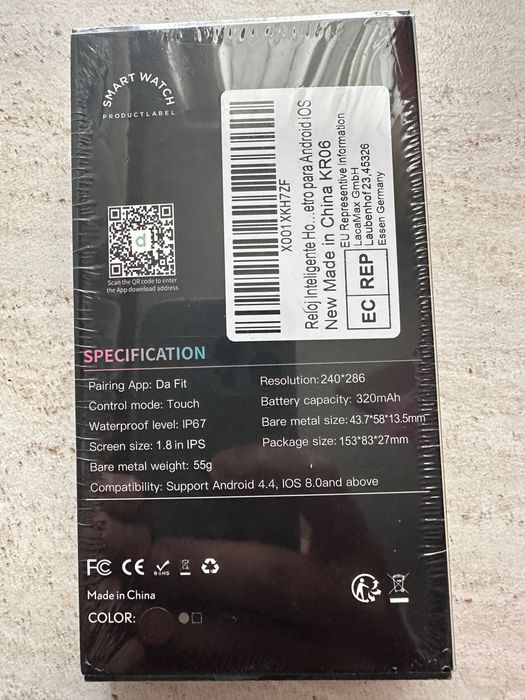 SMART WATCH
PRODUCTLABEL
Scan the QR code to enter
the App download address
X001XKH7ZF
Reloj Inteligente Ho...etro para Android iOS
New Made in China KR06
EC REP
EU Representive Information
LacaMax GmbH
Laubenhof 23,45326
Essen Germany
SPECIFICATION
Pairing App: Da Fit
Control mode: Touch
Waterproof level: IP67
Screen size: 1.8 in IPS
Bare metal weight: 55g
Resolution:240*286
Battery capacity: 320mAh
Bare metal size: 43.7*58*13.5mm
Package size: 153*83*27mm
Compatibility: Support Android 4.4, IOS 8.0and above
FC CE RoHS
Made in China
COLOR: